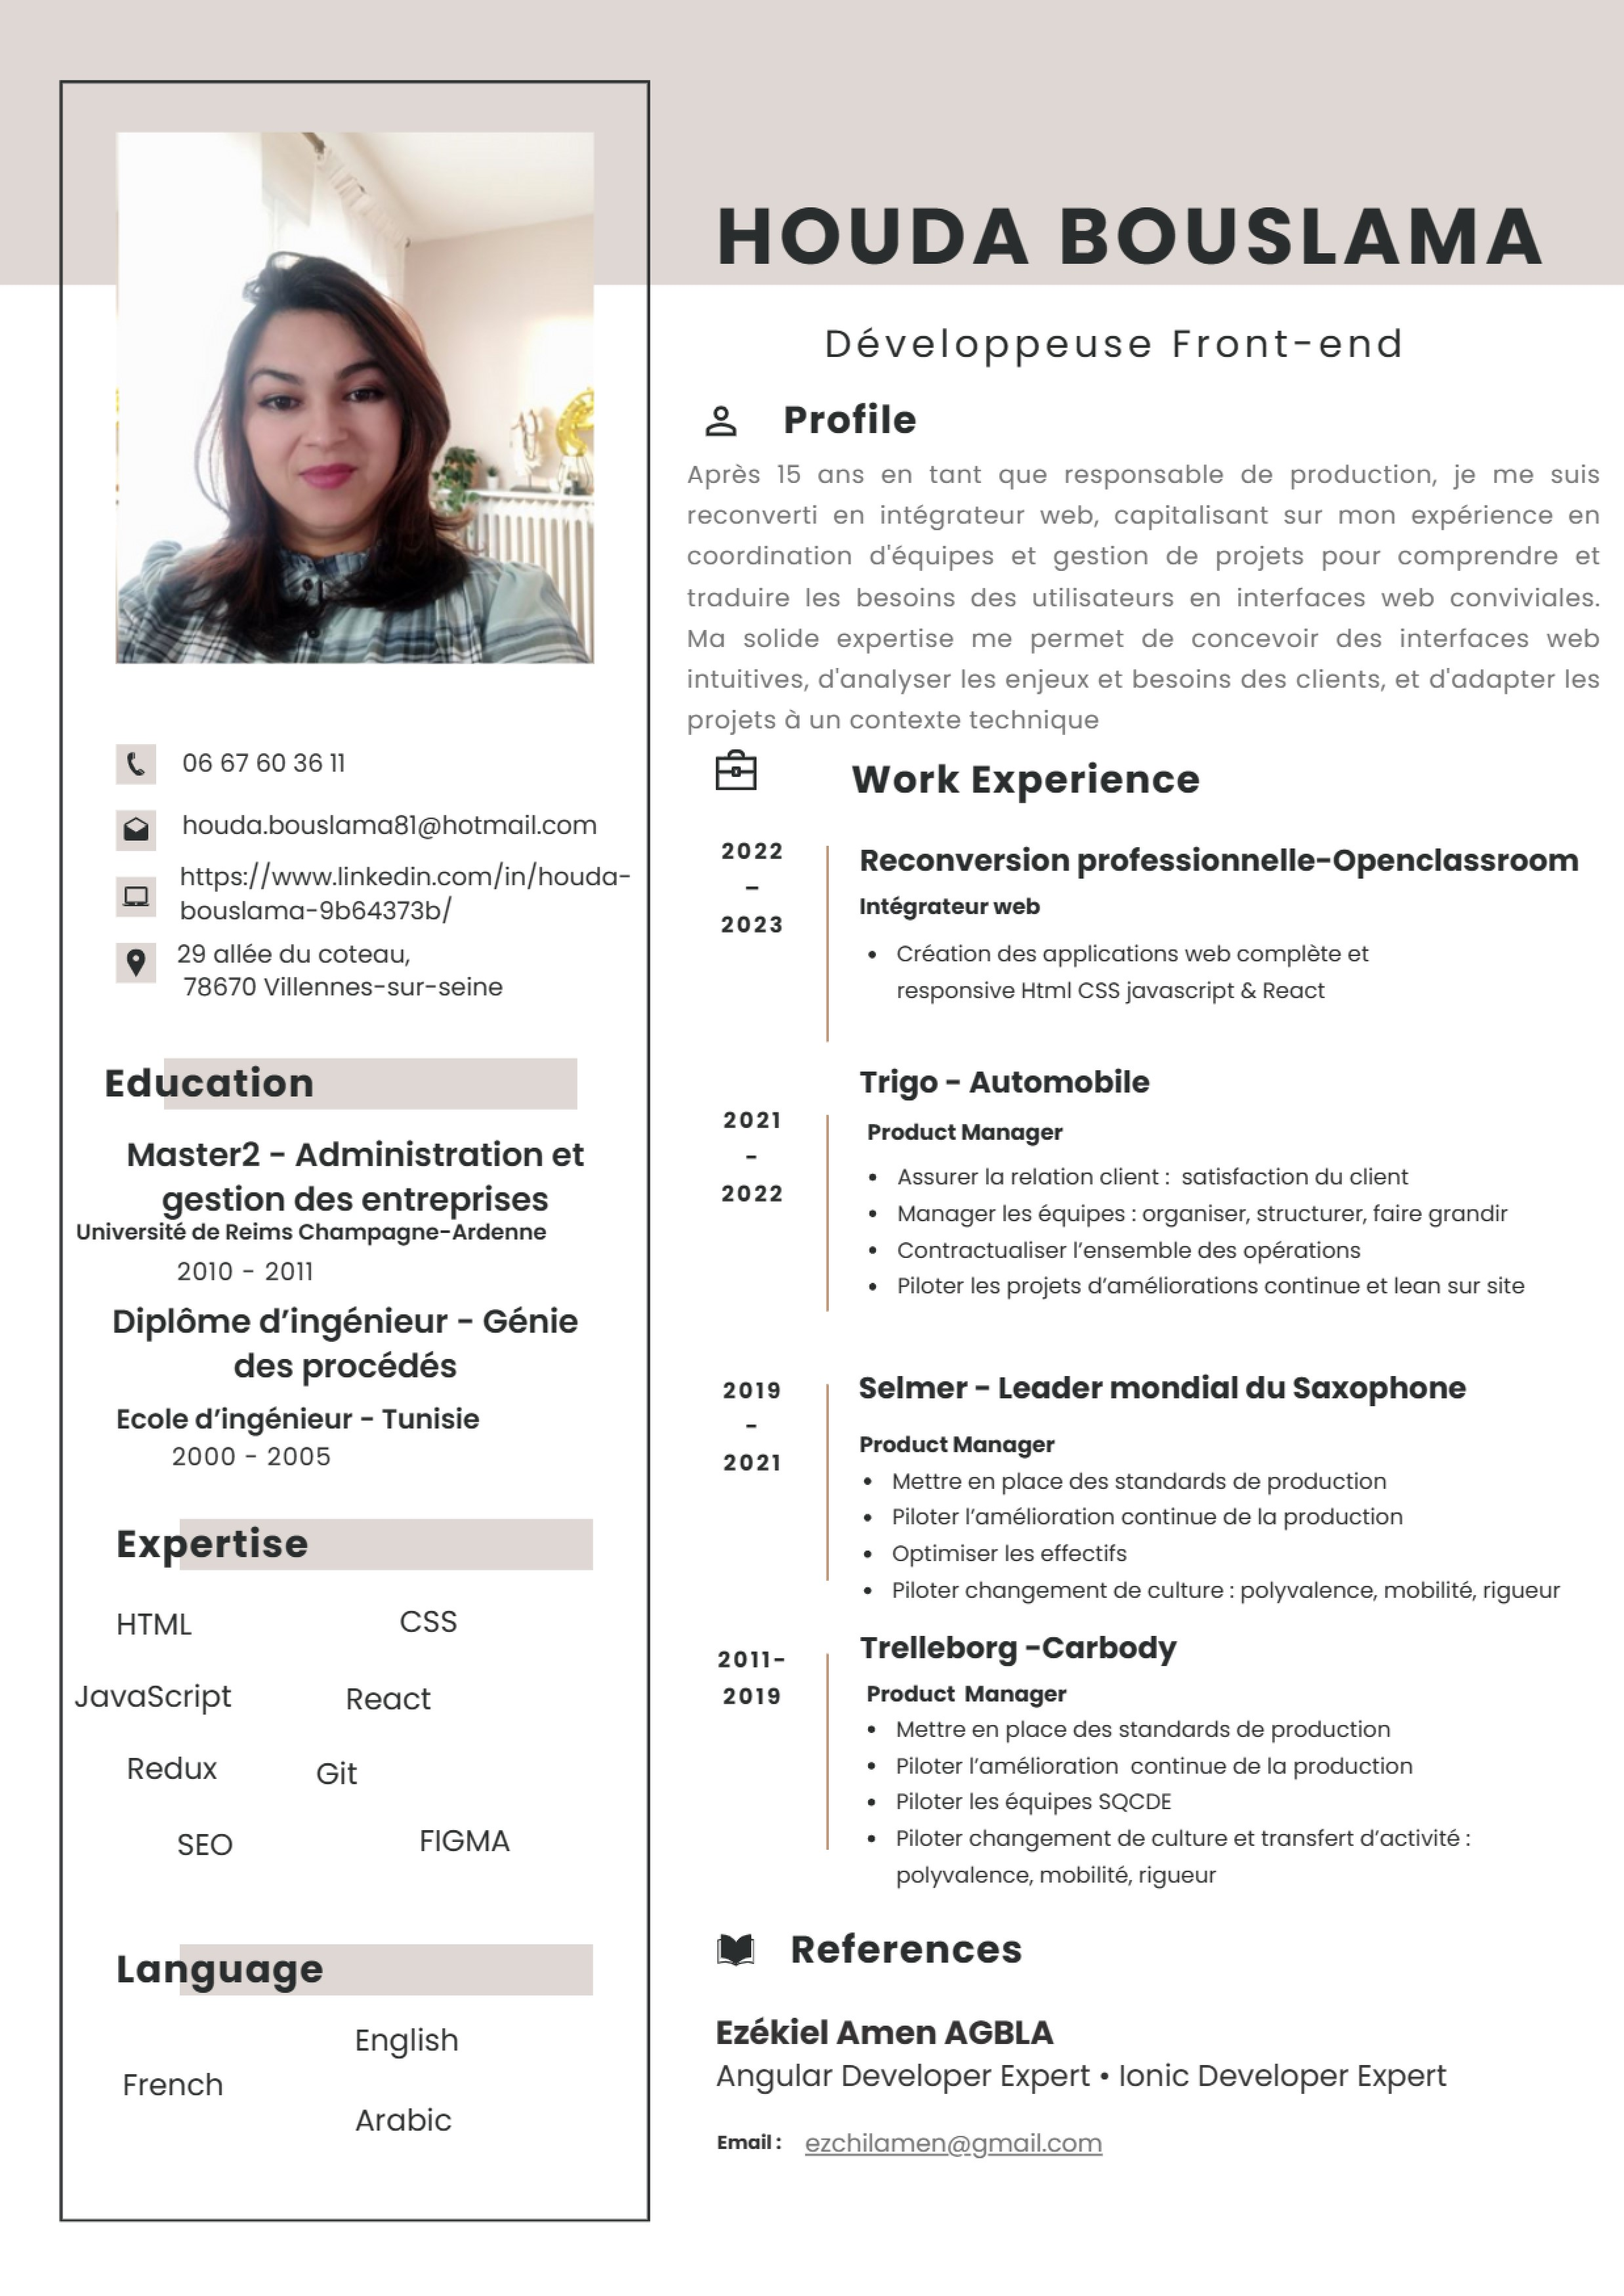 HOUDA BOUSLAMA
Développeuse Front-end
06 67 60 36 11
houda.bouslama81@hotmail.com
https://www.linkedin.com/in/houda-
bouslama-9b64373b/
29 allée du coteau,
78670 Villennes-sur-seine
Education
Master2 - Administration et
gestion des entreprises
Université de Reims Champagne-Ardenne
2010 - 2011
Diplôme d’ingénieur - Génie
des procédés
Ecole d’ingénieur - Tunisie
2000 - 2005
Expertise
HTML CSS
JavaScript React
Redux Git
SEO FIGMA
Language
English
French
Arabic
Profile
Après 15 ans en tant que responsable de production, je me suis
reconverti en intégrateur web, capitalisant sur mon expérience en
coordination d'équipes et gestion de projets pour comprendre et
traduire les besoins des utilisateurs en interfaces web conviviales.
Ma solide expertise me permet de concevoir des interfaces web
intuitives, d'analyser les enjeux et besoins des clients, et d'adapter les
projets à un contexte technique
Work Experience
2022
-
2023
Reconversion professionnelle-Openclassroom
Intégrateur web
• Création des applications web complète et
responsive Html CSS javascript & React
2021
-
2022
Trigo - Automobile
Product Manager
• Assurer la relation client : satisfaction du client
• Manager les équipes : organiser, structurer, faire grandir
• Contractualiser l’ensemble des opérations
• Piloter les projets d’améliorations continue et lean sur site
2019
-
2021
Selmer - Leader mondial du Saxophone
Product Manager
• Mettre en place des standards de production
• Piloter l’amélioration continue de la production
• Optimiser les effectifs
• Piloter changement de culture : polyvalence, mobilité, rigueur
2011-
2019
Trelleborg -Carbody
Product Manager
• Mettre en place des standards de production
• Piloter l’amélioration continue de la production
• Piloter les équipes SQCDE
• Piloter changement de culture et transfert d’activité :
polyvalence, mobilité, rigueur
References
Ezékiel Amen AGBLA
Angular Developer Expert • Ionic Developer Expert
Email : ezchilamen@gmail.com